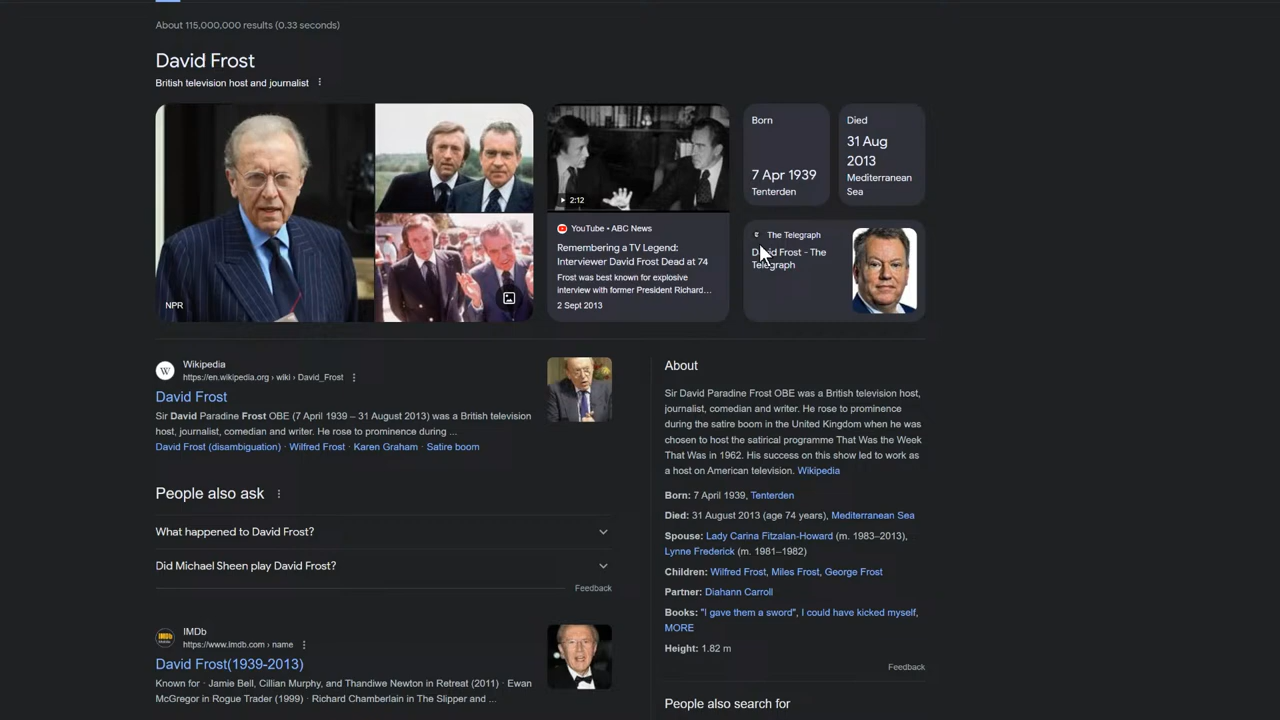 About 115,000,000 results (0.33 seconds)
David Frost
British television host and journalist
NPR
2:12
YouTube • ABC News
Remembering a TV Legend:
Interviewer David Frost Dead at 74
Frost was best known for explosive
interview with former President Richard...
2 Sept 2013
Born
7 Apr 1939
Tenterden
Died
31 Aug
2013
Mediterranean
Sea
The Telegraph
David Frost - The
Telegraph
Wikipedia
https://en.wikipedia.org › wiki › David_Frost
David Frost
Sir David Paradine Frost OBE (7 April 1939 – 31 August 2013) was a British television
host, journalist, comedian and writer. He rose to prominence during ...
David Frost (disambiguation) · Wilfred Frost · Karen Graham · Satire boom
People also ask
What happened to David Frost?
Did Michael Sheen play David Frost?
Feedback
IMDb
https://www.imdb.com › name
David Frost(1939-2013)
Known for · Jamie Bell, Cillian Murphy, and Thandiwe Newton in Retreat (2011) · Ewan
McGregor in Rogue Trader (1999) · Richard Chamberlain in The Slipper and ...
About
Sir David Paradine Frost OBE was a British television host,
journalist, comedian and writer. He rose to prominence
during the satire boom in the United Kingdom when he was
chosen to host the satirical programme That Was the Week
That Was in 1962. His success on this show led to work as
a host on American television. Wikipedia
Born: 7 April 1939, Tenterden
Died: 31 August 2013 (age 74 years), Mediterranean Sea
Spouse: Lady Carina Fitzalan-Howard (m. 1983–2013),
Lynne Frederick (m. 1981–1982)
Children: Wilfred Frost, Miles Frost, George Frost
Partner: Diahann Carroll
Books: "I gave them a sword", I could have kicked myself,
MORE
Height: 1.82 m
Feedback
People also search for